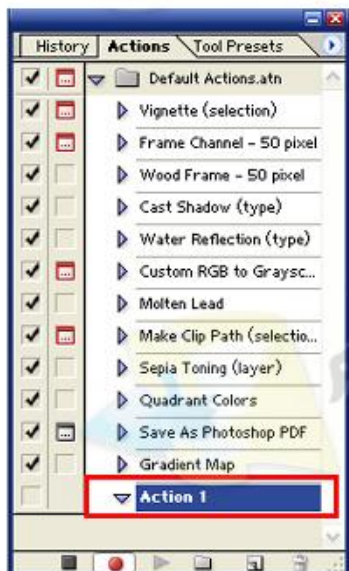 History Actions Tool Presets
Default Actions.atn
Vignette (selection)
Frame Channel - 50 pixel
Wood Frame - 50 pixel
Cast Shadow (type)
Water Reflection (type)
Custom RGB to Graysc...
Molten Lead
Make Clip Path (selectio...
Sepia Toning (layer)
Quadrant Colors
Save As Photoshop PDF
Gradient Map
Action 1